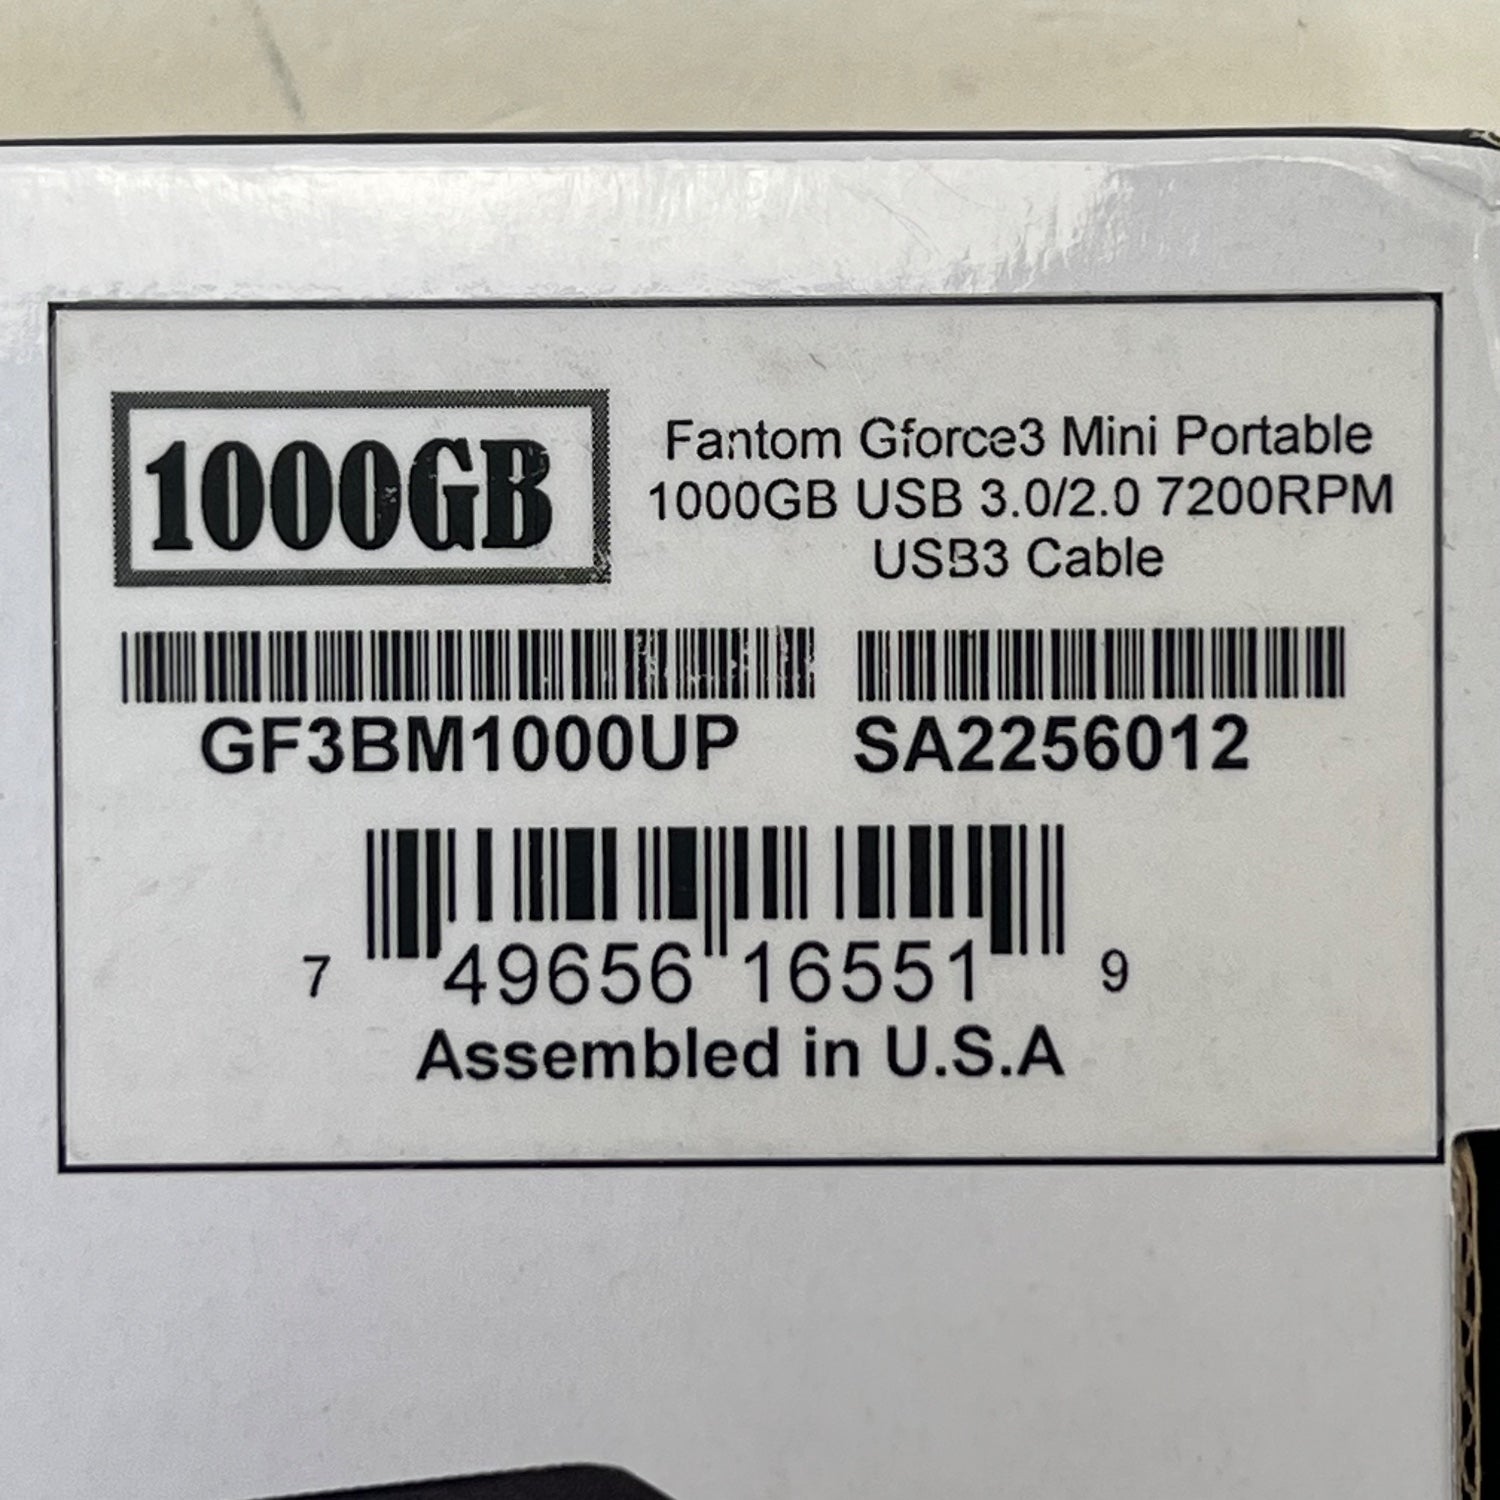 1000GB
Fantom Gforce3 Mini Portable
1000GB USB 3.0/2.0 7200RPM
USB3 Cable
GF3BM1000UP
SA2256012
7 49656 16551 9
Assembled in U.S.A